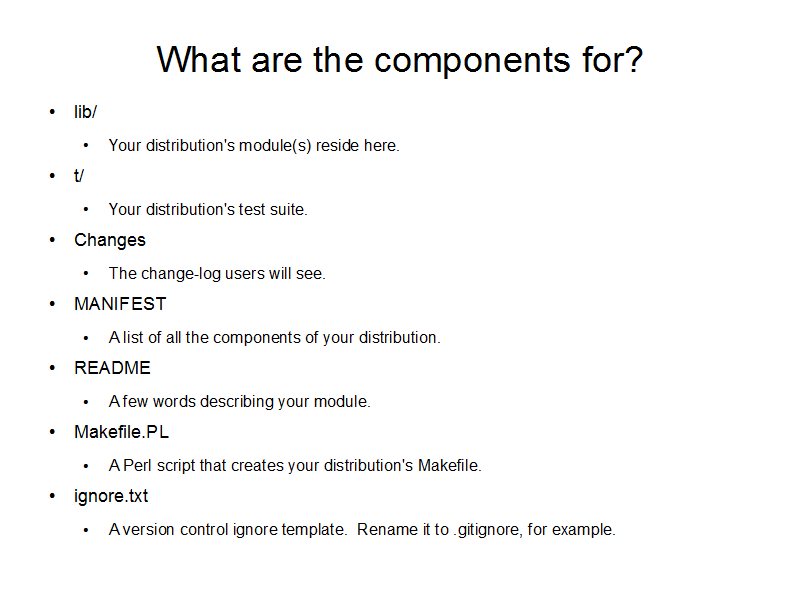 What are the components for?
• lib/
• Your distribution's module(s) reside here.
• t/
• Your distribution's test suite.
• Changes
• The change-log users will see.
• MANIFEST
• A list of all the components of your distribution.
• README
• A few words describing your module.
• Makefile.PL
• A Perl script that creates your distribution's Makefile.
• ignore.txt
• A version control ignore template.  Rename it to .gitignore, for example.